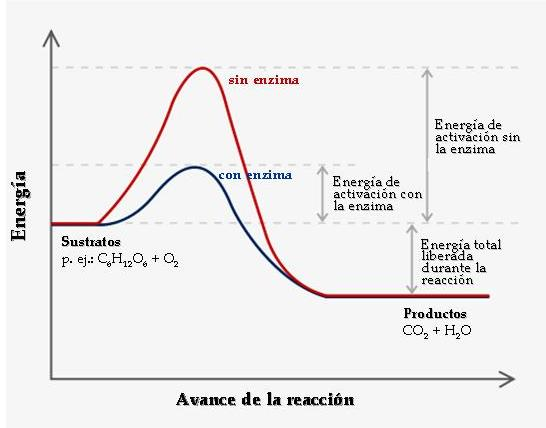 Energía
sin enzima
con enzima
Energía de
activación sin
la enzima
Energía de
activación con
la enzima
Sustratos
p. ej.: C₆H₁₂O₆ + O₂
Energía total
liberada
durante la
reacción
Productos
CO₂ + H₂O
Avance de la reacción